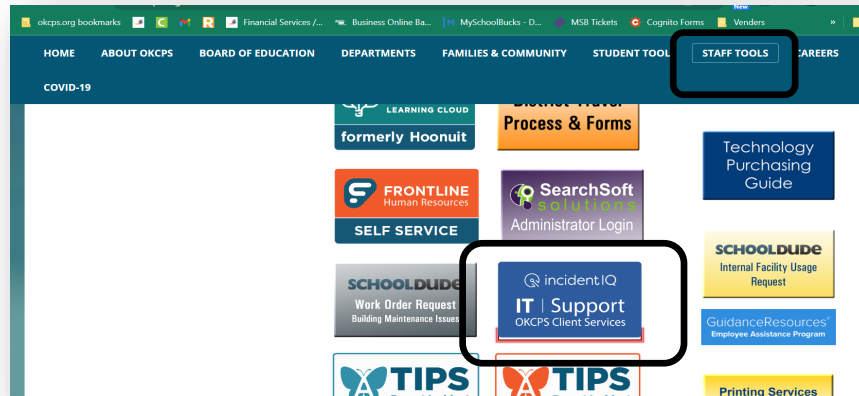 New
okcps.org bookmarks
Financial Services /...
Business Online Ba...
MySchoolBucks - D...
MSB Tickets
Cognito Forms
Venders
»
HOME
ABOUT OKCPS
BOARD OF EDUCATION
DEPARTMENTS
FAMILIES & COMMUNITY
STUDENT TOOL
STAFF TOOLS
CAREERS
COVID-19
LEARNING CLOUD
formerly Hoonuit
District Travel
Process & Forms
Technology
Purchasing
Guide
FRONTLINE
Human Resources
SELF SERVICE
SearchSoft
solutions
Administrator Login
SCHOOLDUDE
Work Order Request
Building Maintenance Issues
incidentIQ
IT | Support
OKCPS Client Services
SCHOOLDUDE
Internal Facility Usage
Request
GuidanceResources®
Employee Assistance Program
TIPS
TIPS
Printing Services